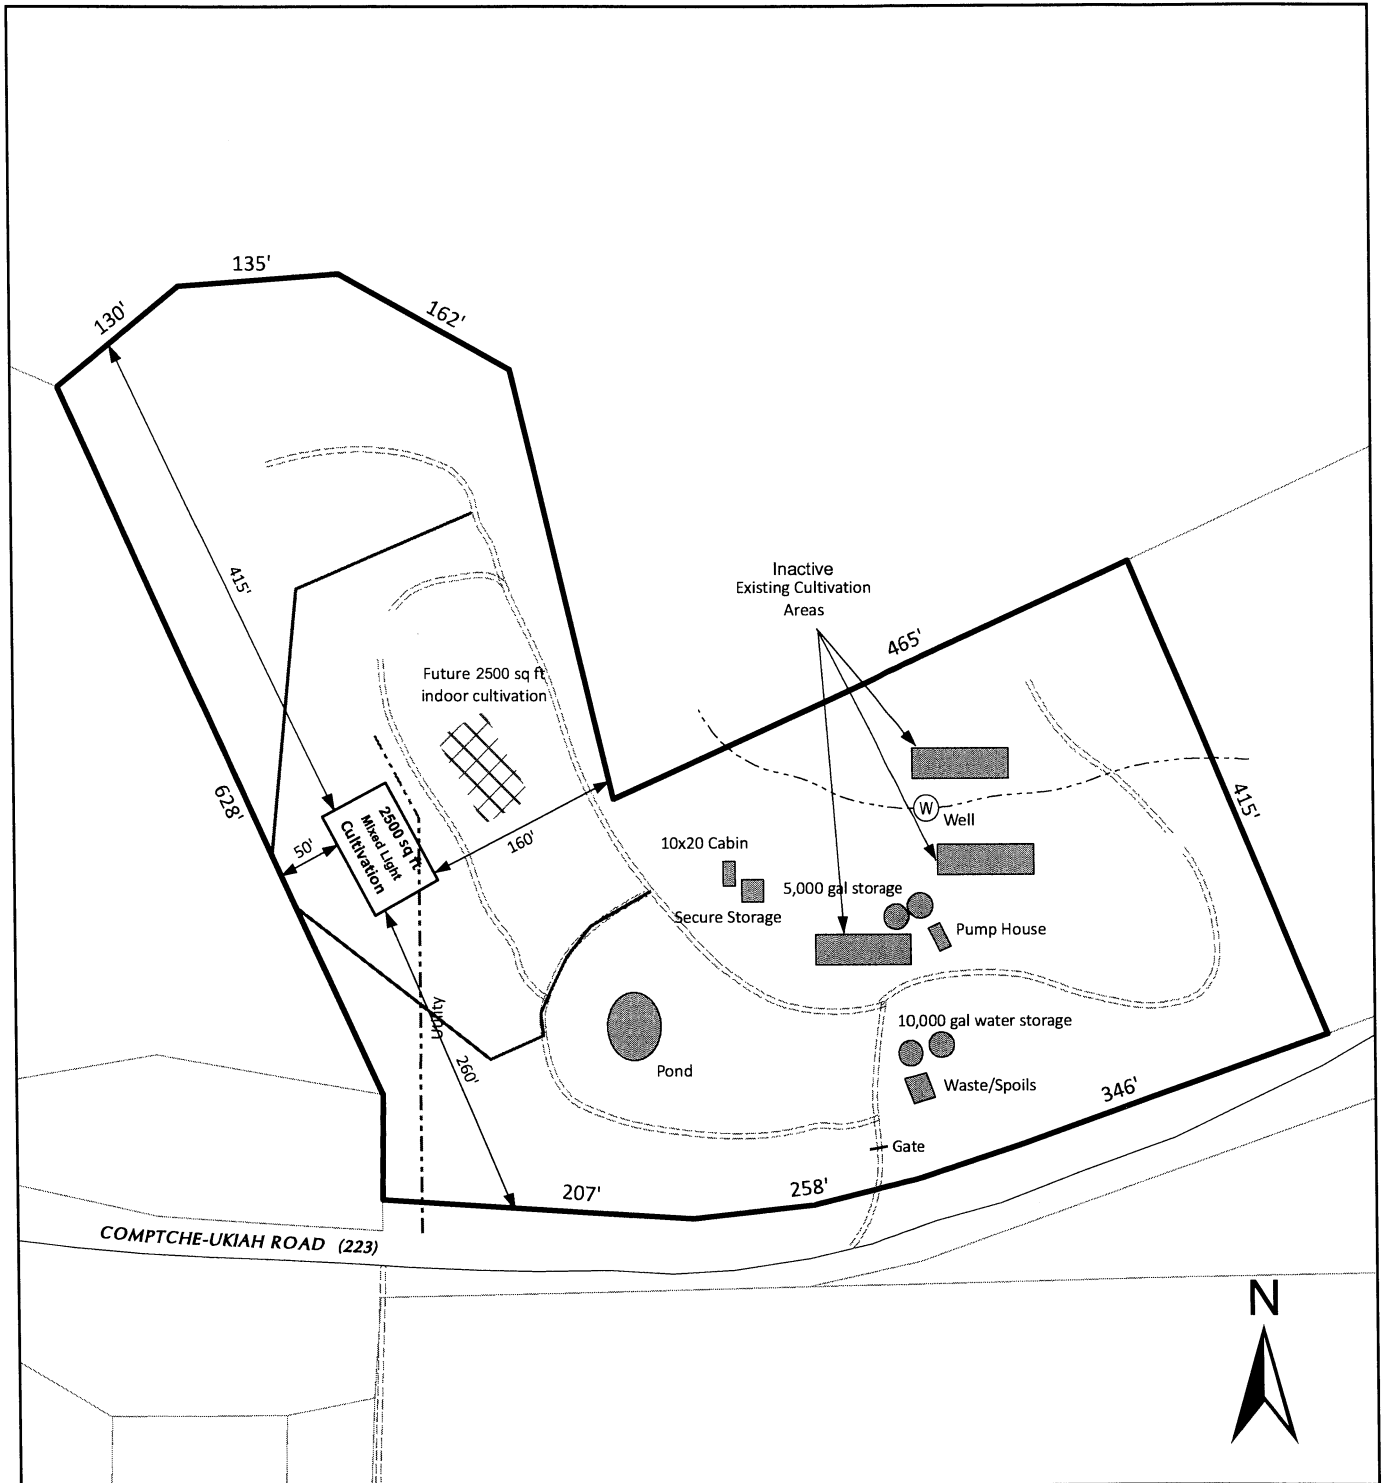 135'
130'
162'
415'
Inactive
Existing Cultivation
Areas
465'
Future 2500 sq ft
indoor cultivation
628'
415'
2500 sq ft
Mixed Light
Cultivation
50'
160'
W
Well
10x20 Cabin
5,000 gal storage
Secure Storage
Pump House
Utility
10,000 gal water storage
260'
Pond
Waste/Spoils
346'
Gate
207'
258'
COMPTCHE-UKIAH ROAD (223)
N